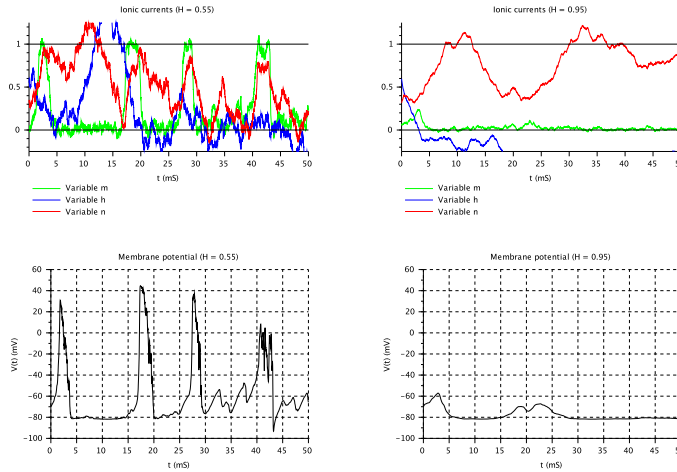 Ionic currents (H = 0.55)
1
0.5
0
0 5 10 15 20 25 30 35 40 45 50
t (mS)
Variable m
Variable h
Variable n
Ionic currents (H = 0.95)
1
0.5
0
0 5 10 15 20 25 30 35 40 45 50
t (mS)
Variable m
Variable h
Variable n
Membrane potential (H = 0.55)
V(t) (mV)
60
40
20
0
−20
−40
−60
−80
−100
0 5 10 15 20 25 30 35 40 45 50
t (mS)
Membrane potential (H = 0.95)
V(t) (mV)
60
40
20
0
−20
−40
−60
−80
−100
0 5 10 15 20 25 30 35 40 45
t (mS)